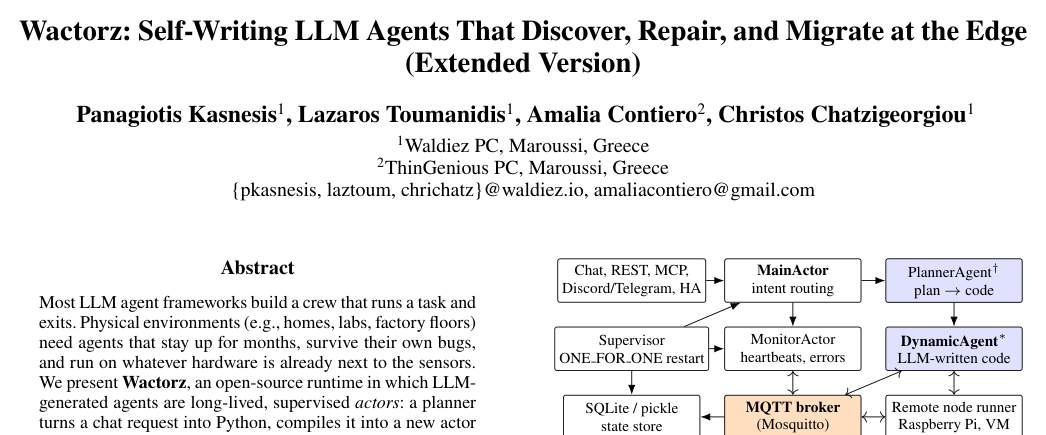 Wactorz: Self-Writing LLM Agents That Discover, Repair, and Migrate at the Edge
(Extended Version)
Panagiotis Kasnesis1, Lazaros Toumanidis1, Amalia Contiero2, Christos Chatzigeorgiou1
1Waldiez PC, Maroussi, Greece
2ThinGenious PC, Maroussi, Greece
{pkasnesis, laztoum, chrichatz}@waldiez.io, amaliacontiero@gmail.com
Abstract
Most LLM agent frameworks build a crew that runs a task and
exits. Physical environments (e.g., homes, labs, factory floors)
need agents that stay up for months, survive their own bugs,
and run on whatever hardware is already next to the sensors.
We present Wactorz, an open-source runtime in which LLM-
generated agents are long-lived, supervised actors: a planner
turns a chat request into Python, compiles it into a new actor
Chat, REST, MCP,
Discord/Telegram, HA
MainActor
intent routing
PlannerAgent†
plan → code
Supervisor
ONE_FOR_ONE restart
MonitorActor
heartbeats, errors
DynamicAgent*
LLM-written code
SQLite / pickle
state store
MQTT broker
(Mosquitto)
Remote node runner
Raspberry Pi, VM